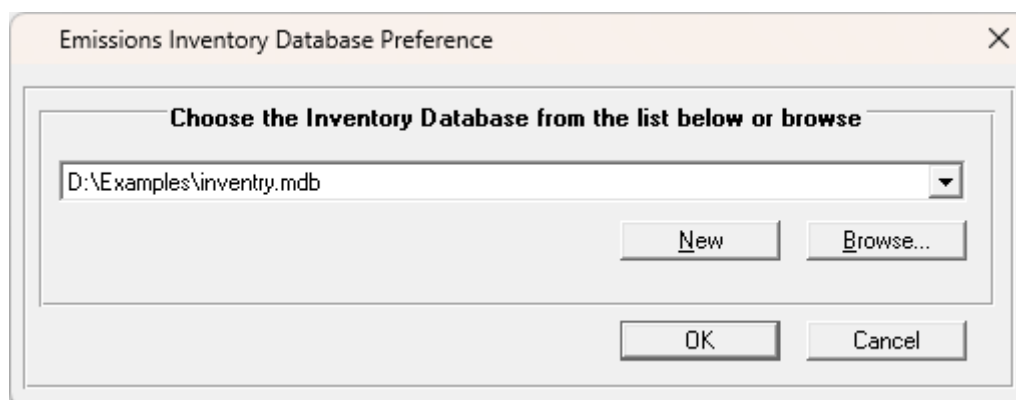 Emissions Inventory Database Preference
Choose the Inventory Database from the list below or browse
D:\Examples\inventry.mdb
New
Browse...
OK
Cancel